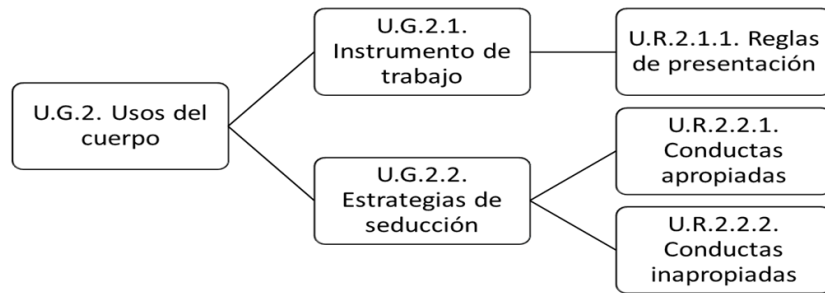 U.G.2. Usos del
cuerpo
U.G.2.1.
Instrumento de
trabajo
U.R.2.1.1. Reglas
de presentación
U.G.2.2.
Estrategias de
seducción
U.R.2.2.1.
Conductas
apropiadas
U.R.2.2.2.
Conductas
inapropiadas